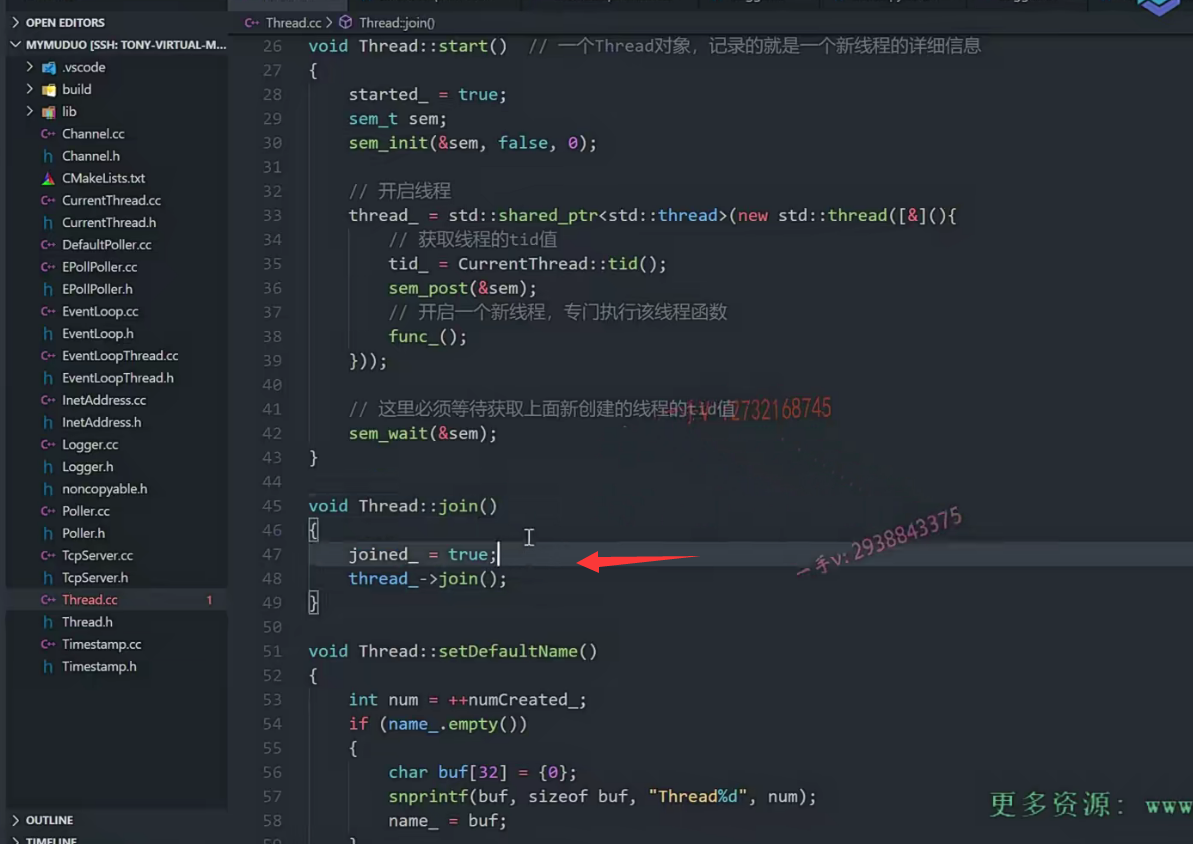 OPEN EDITORS
MYMUDUO [SSH: TONY-VIRTUAL-M...
.vscode
build
lib
Channel.cc
Channel.h
CMakeLists.txt
CurrentThread.cc
CurrentThread.h
DefaultPoller.cc
EPollPoller.cc
EPollPoller.h
EventLoop.cc
EventLoop.h
EventLoopThread.cc
EventLoopThread.h
InetAddress.cc
InetAddress.h
Logger.cc
Logger.h
noncopyable.h
Poller.cc
Poller.h
TcpServer.cc
TcpServer.h
Thread.cc 1
Thread.h
Timestamp.cc
Timestamp.h
OUTLINE
TIMELINE
Thread.cc > Thread::join()
26 void Thread::start() // 一个Thread对象，记录的就是一个新线程的详细信息
27 {
28 started_ = true;
29 sem_t sem;
30 sem_init(&sem, false, 0);
31
32 // 开启线程
33 thread_ = std::shared_ptr<std::thread>(new std::thread([&](){
34 // 获取线程的tid值
35 tid_ = CurrentThread::tid();
36 sem_post(&sem);
37 // 开启一个新线程，专门执行该线程函数
38 func_();
39 }));
40
41 // 这里必须等待获取上面新创建的线程的tid值
42 sem_wait(&sem);
43 }
44
45 void Thread::join()
46 {
47 joined_ = true;
48 thread_->join();
49 }
50
51 void Thread::setDefaultName()
52 {
53 int num = ++numCreated_;
54 if (name_.empty())
55 {
56 char buf[32] = {0};
57 snprintf(buf, sizeof buf, "Thread%d", num);
58 name_ = buf;
59 }
2732168745
一手v: 2938843375
更多资源: www